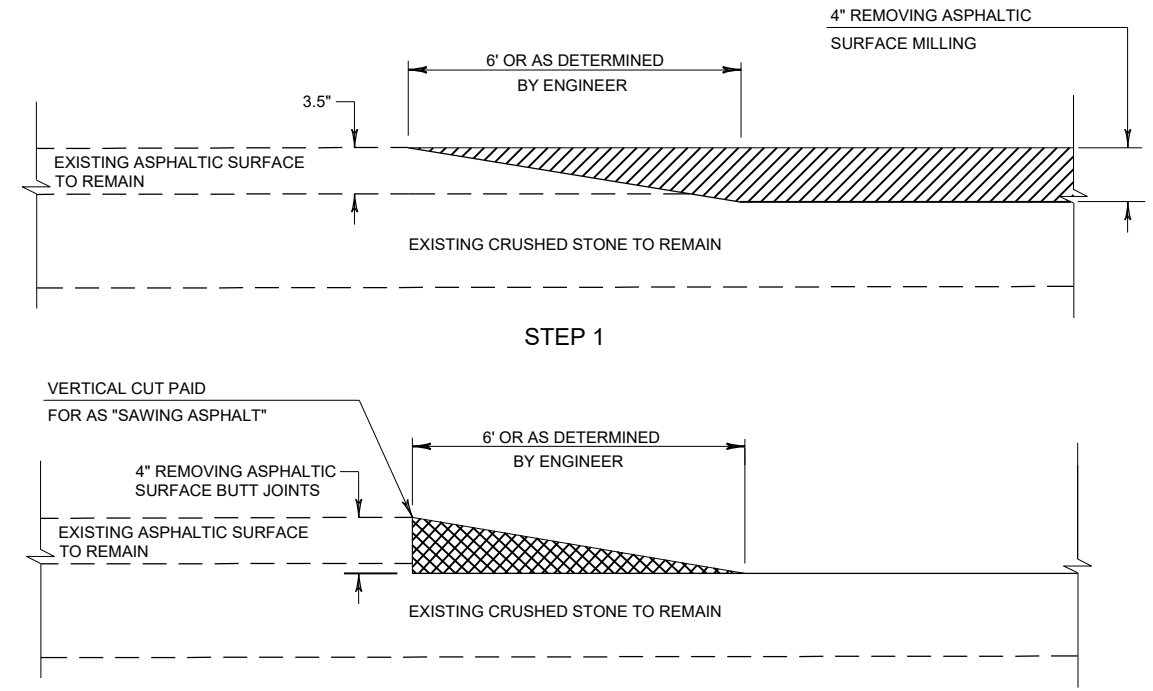 4" REMOVING ASPHALTIC
SURFACE MILLING
6' OR AS DETERMINED
BY ENGINEER
3.5"
EXISTING ASPHALTIC SURFACE
TO REMAIN
EXISTING CRUSHED STONE TO REMAIN
STEP 1
VERTICAL CUT PAID
FOR AS "SAWING ASPHALT"
6' OR AS DETERMINED
BY ENGINEER
4" REMOVING ASPHALTIC
SURFACE BUTT JOINTS
EXISTING ASPHALTIC SURFACE
TO REMAIN
EXISTING CRUSHED STONE TO REMAIN